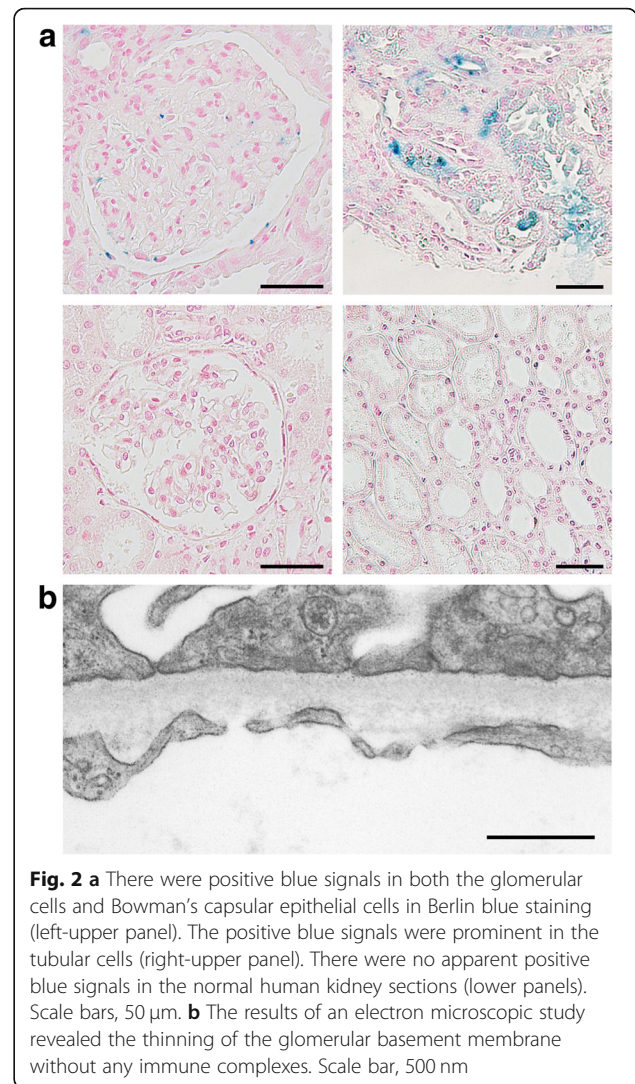 a
b
Fig. 2 a There were positive blue signals in both the glomerular
cells and Bowman's capsular epithelial cells in Berlin blue staining
(left-upper panel). The positive blue signals were prominent in the
tubular cells (right-upper panel). There were no apparent positive
blue signals in the normal human kidney sections (lower panels).
Scale bars, 50 μm. b The results of an electron microscopic study
revealed the thinning of the glomerular basement membrane
without any immune complexes. Scale bar, 500 nm